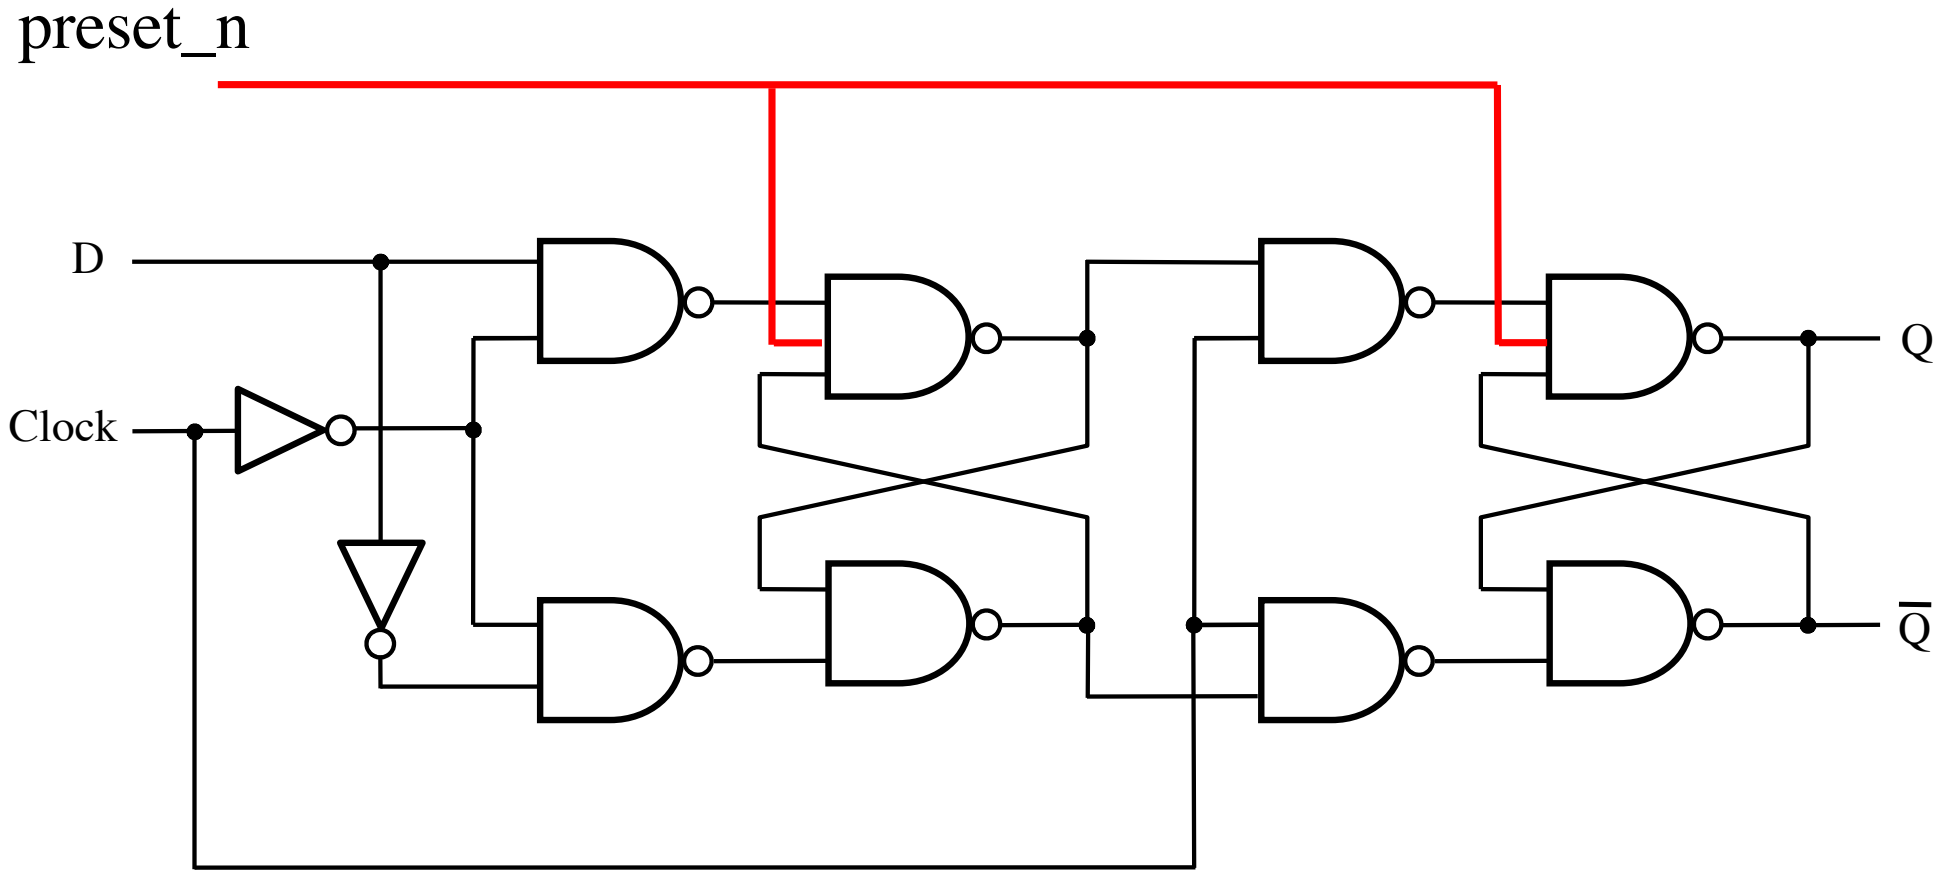 preset_n
D
Clock
Q
Q̅